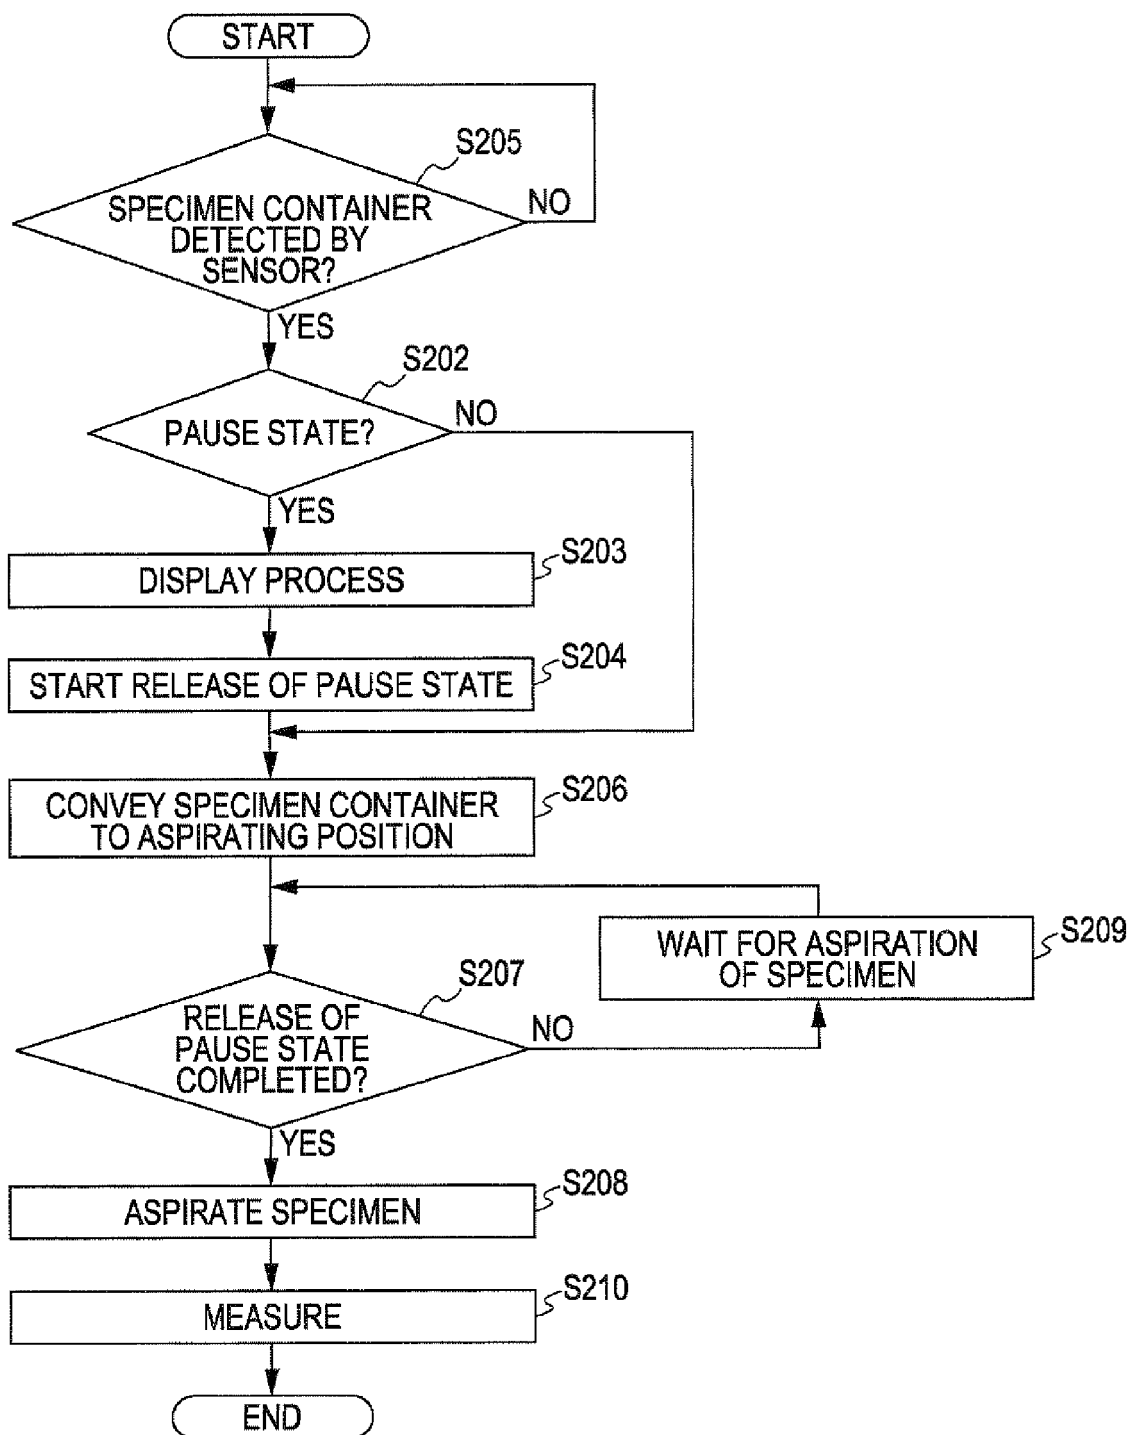 START
S205
SPECIMEN CONTAINER
DETECTED BY
SENSOR?
NO
YES
S202
PAUSE STATE?
NO
YES
S203
DISPLAY PROCESS
S204
START RELEASE OF PAUSE STATE
S206
CONVEY SPECIMEN CONTAINER
TO ASPIRATING POSITION
S209
WAIT FOR ASPIRATION
OF SPECIMEN
S207
RELEASE OF
PAUSE STATE
COMPLETED?
NO
YES
S208
ASPIRATE SPECIMEN
S210
MEASURE
END